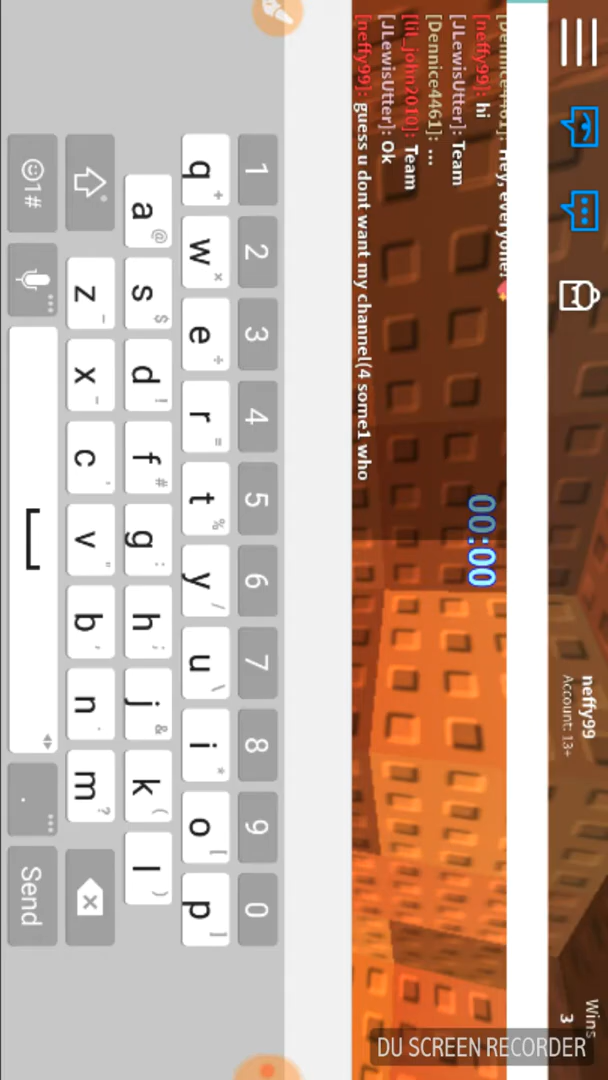 neffy99
Account: 13+
Wins
3
Hey, everyone!
[neffy99]: hi
[JLewisUtter]: Team
[Dennice4461]: ...
[lil_john2010]: Team
[JLewisUtter]: Ok
[neffy99]: guess u dont want my channel(4 some1 who
00:00
1 2 3 4 5 6 7 8 9 0
q + w × e ÷ r = t % y / u \ i * o [ p ]
a @ s $ d ! f # g : h ; j & k ( l )
z x c v b n m ?
1# . Send
DU SCREEN RECORDER